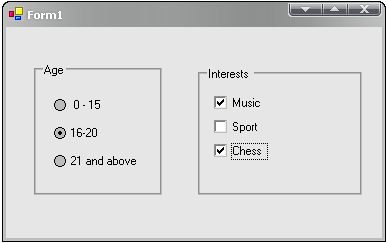 Form1
Age
0 - 15
16-20
21 and above
Interests
Music
Sport
Chess